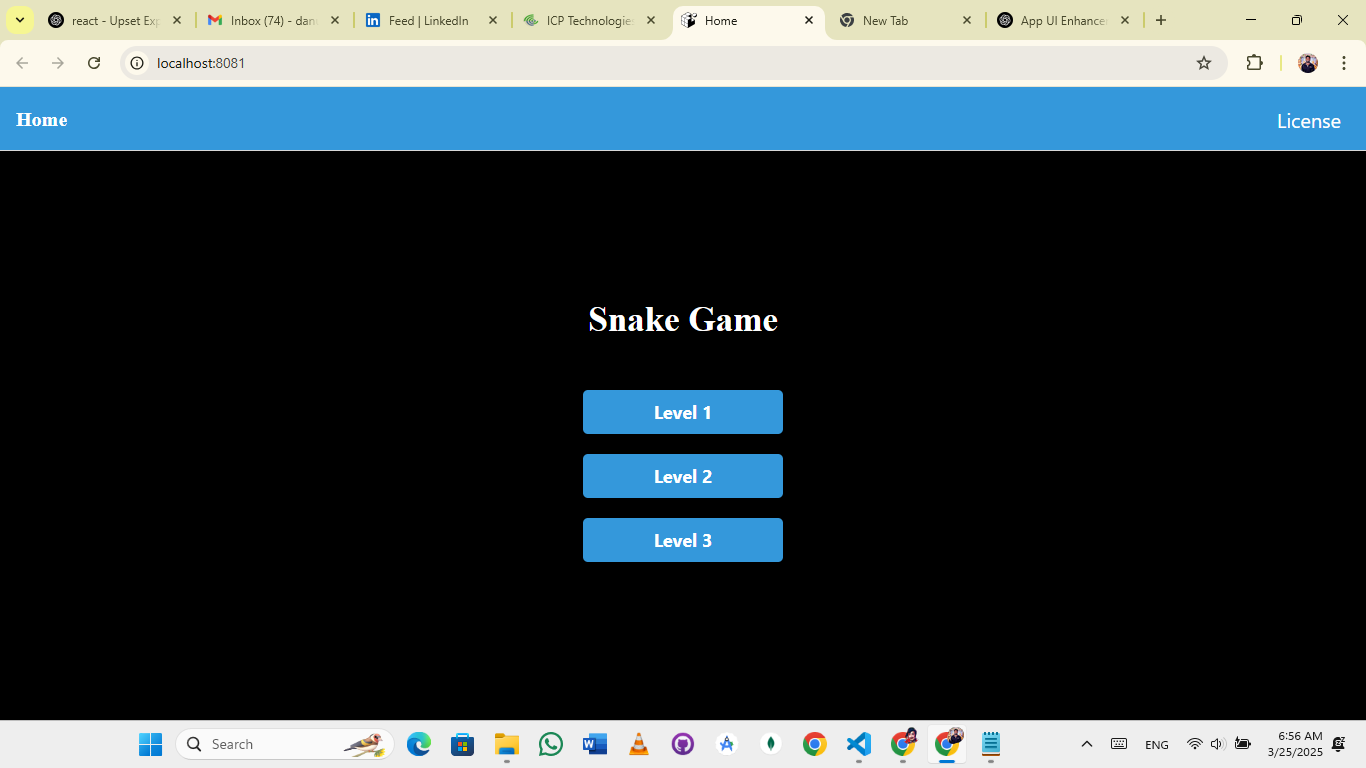 react - Upset Exp
Inbox (74) - dan
Feed | LinkedIn
ICP Technologies
Home
New Tab
App UI Enhance
localhost:8081
Home
License
Snake Game
Level 1
Level 2
Level 3
Search
ENG
6:56 AM
3/25/2025